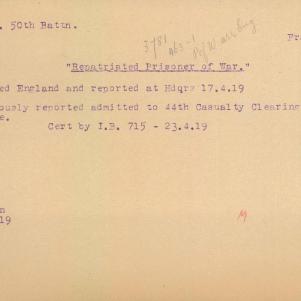 . 50th Battn.
3781
Fr
"Repatriated Prisoner of War."
ed England and reported at Hdqrs 17.4.19
ously reported admitted to 44th Casualty Clearing
e.
Cert by I.B. 715 - 23.4.19
n
19
M